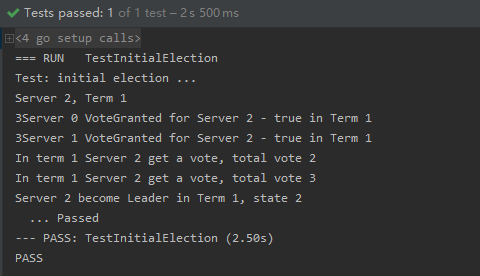 Tests passed: 1 of 1 test – 2 s 500 ms
<4 go setup calls>
=== RUN   TestInitialElection
Test: initial election ...
Server 2, Term 1
3Server 0 VoteGranted for Server 2 - true in Term 1
3Server 1 VoteGranted for Server 2 - true in Term 1
In term 1 Server 2 get a vote, total vote 2
In term 1 Server 2 get a vote, total vote 3
Server 2 become Leader in Term 1, state 2
  ... Passed
--- PASS: TestInitialElection (2.50s)
PASS